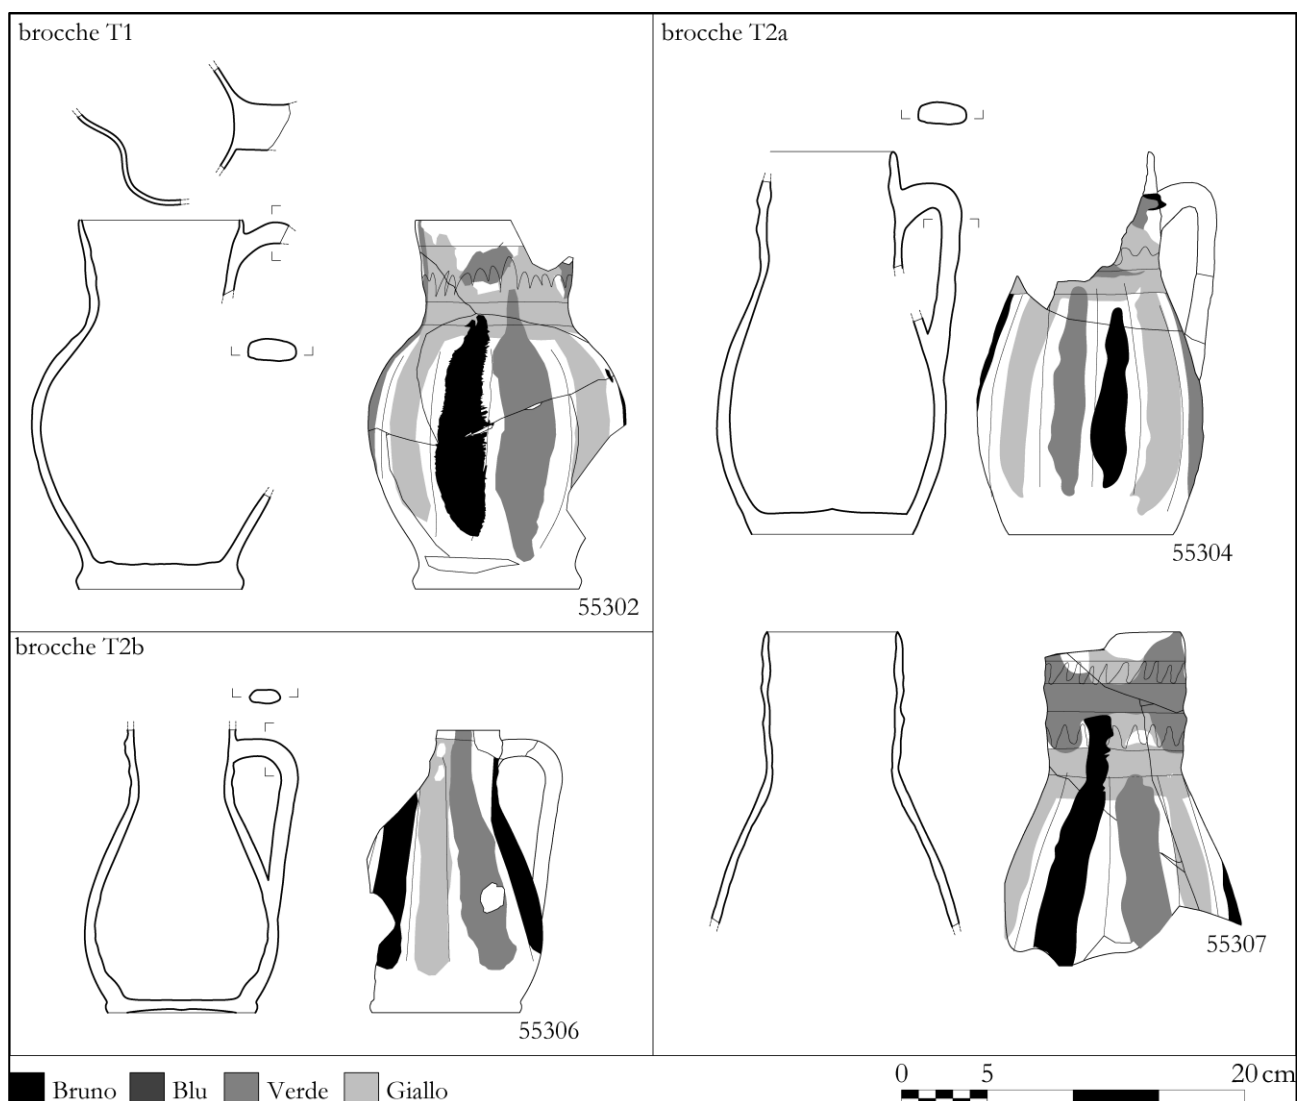 brocche T1
55302
brocche T2a
55304
55307
brocche T2b
55306
Bruno Blu Verde Giallo
0 5 20 cm